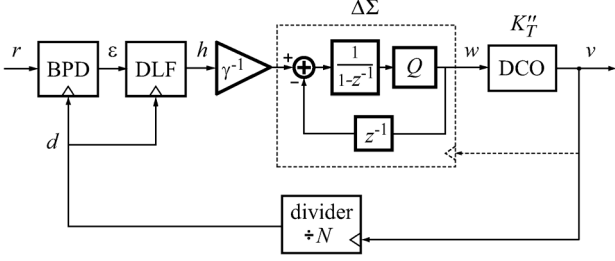 ΔΣ
K''_T
r
BPD
ε
DLF
h
γ⁻¹
+
−
1
1-z⁻¹
Q
w
DCO
v
z⁻¹
d
divider
÷N